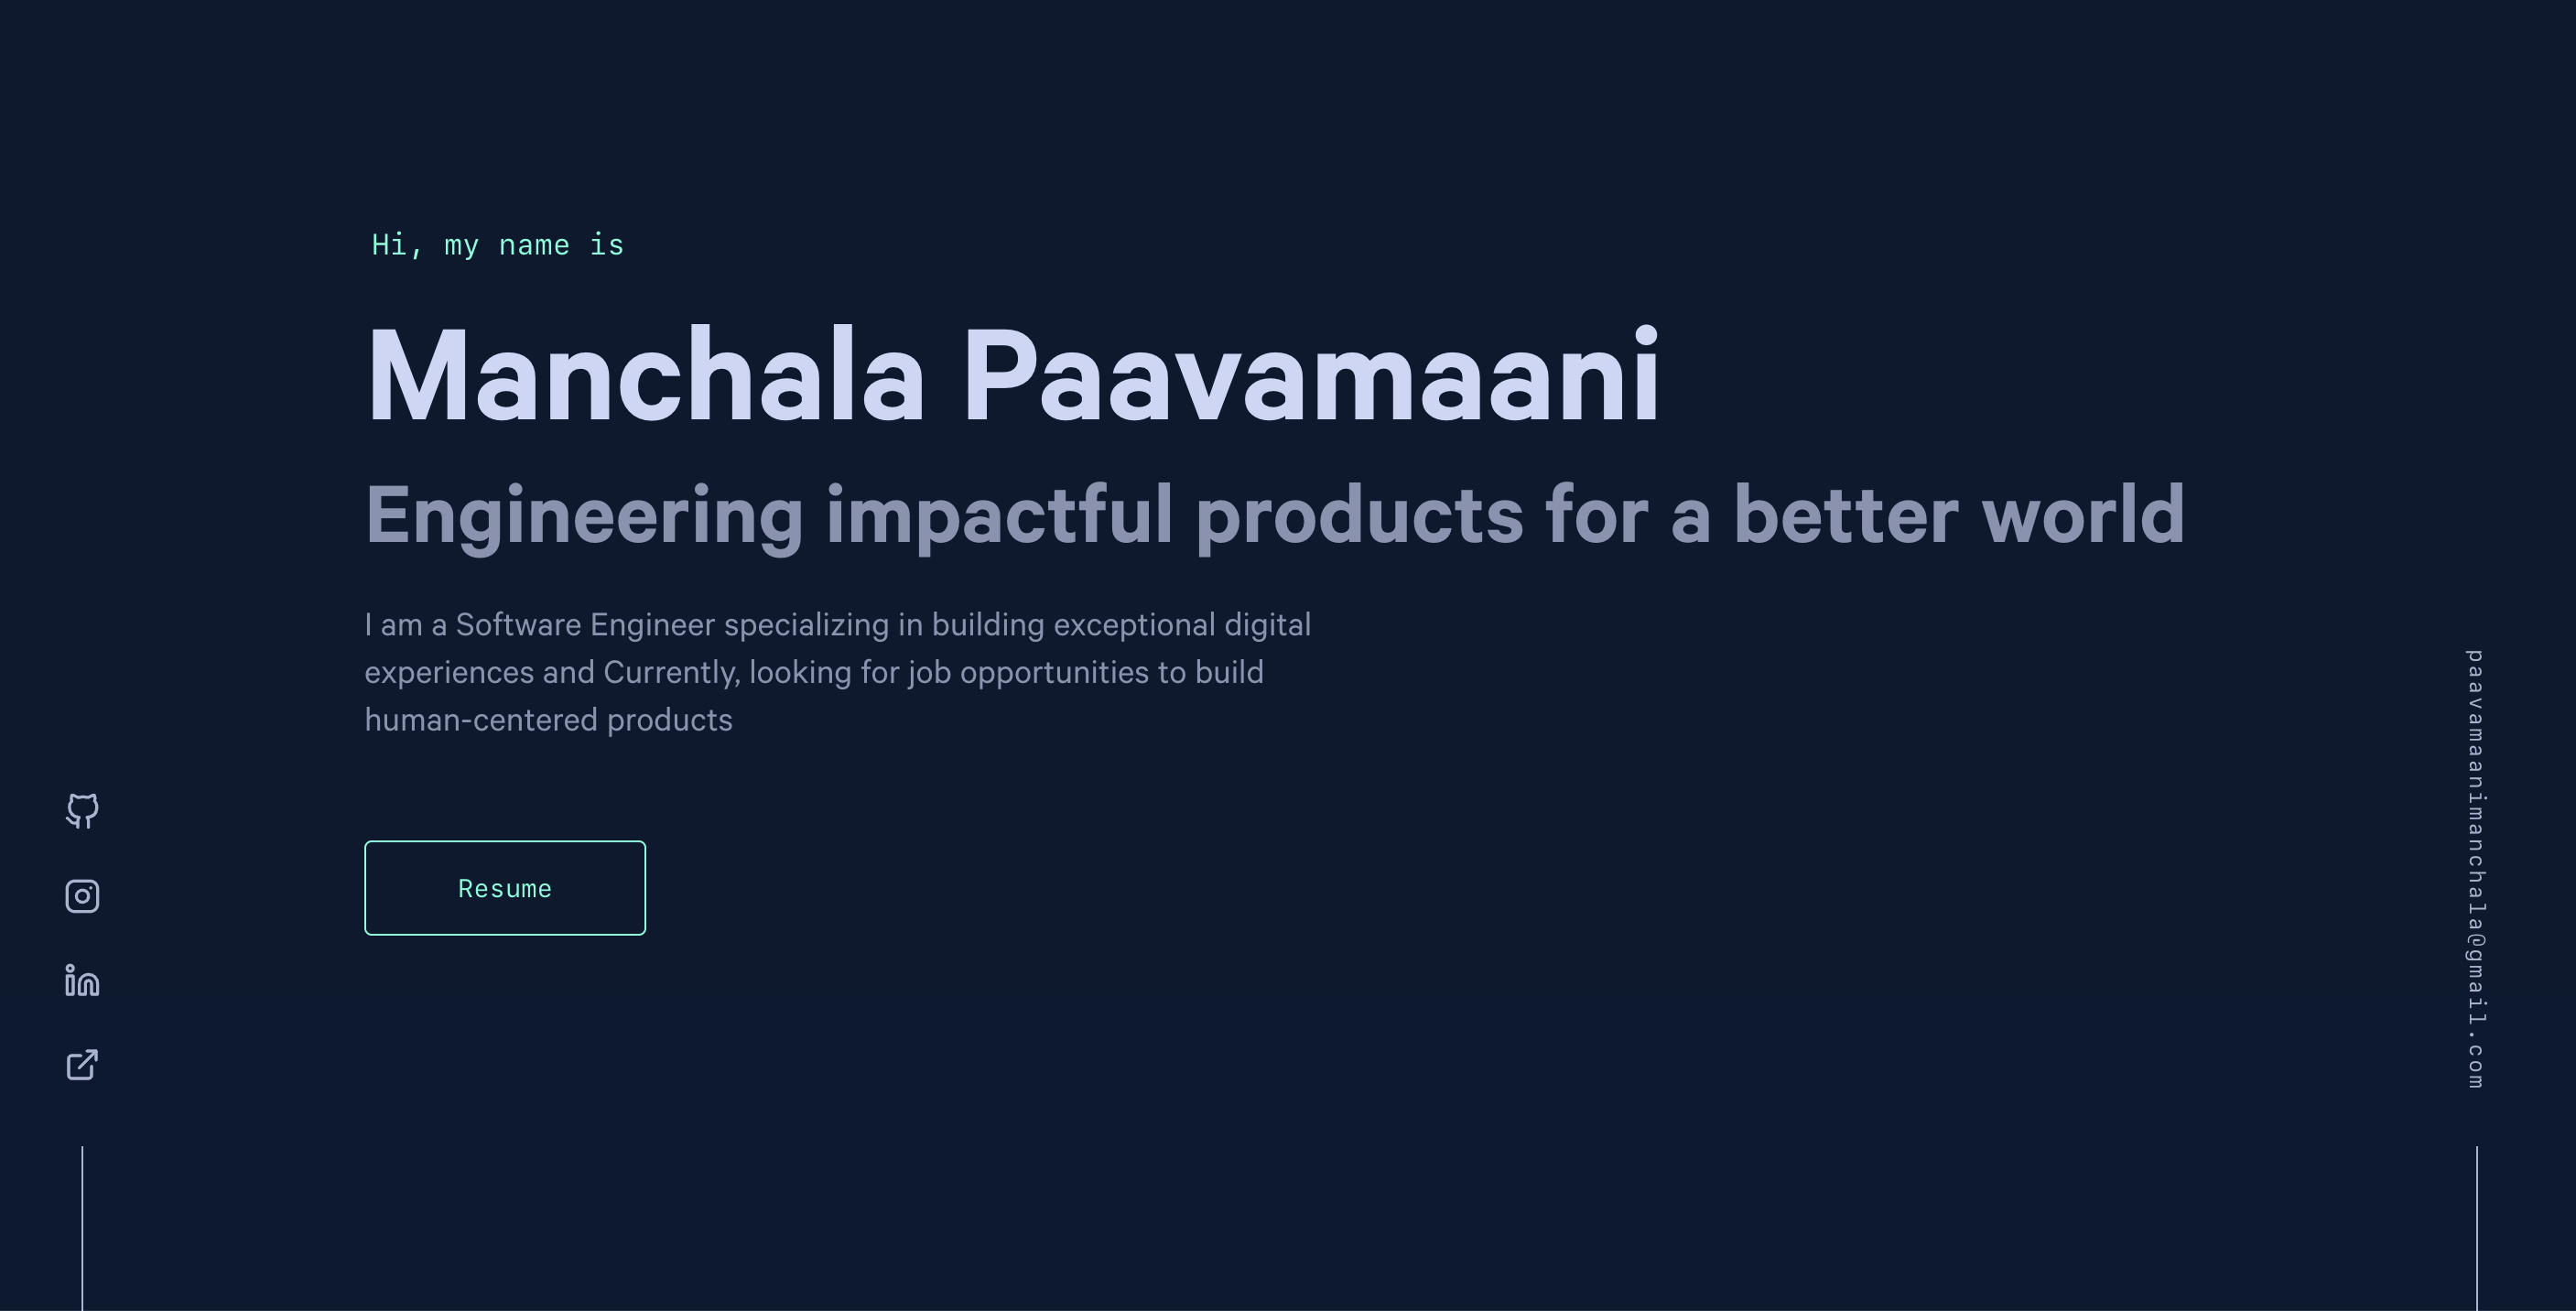 Hi, my name is
Manchala Paavamaani
Engineering impactful products for a better world
I am a Software Engineer specializing in building exceptional digital
experiences and Currently, looking for job opportunities to build
human-centered products
Resume
paavamaanimanchala@gmail.com